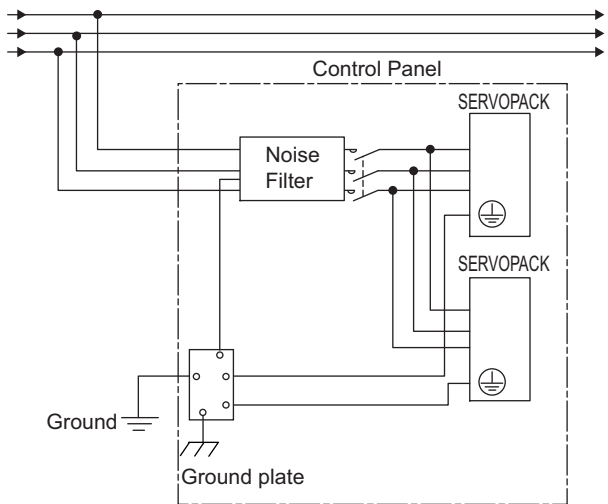 Control Panel
SERVOPACK
Noise
Filter
SERVOPACK
Ground
Ground plate